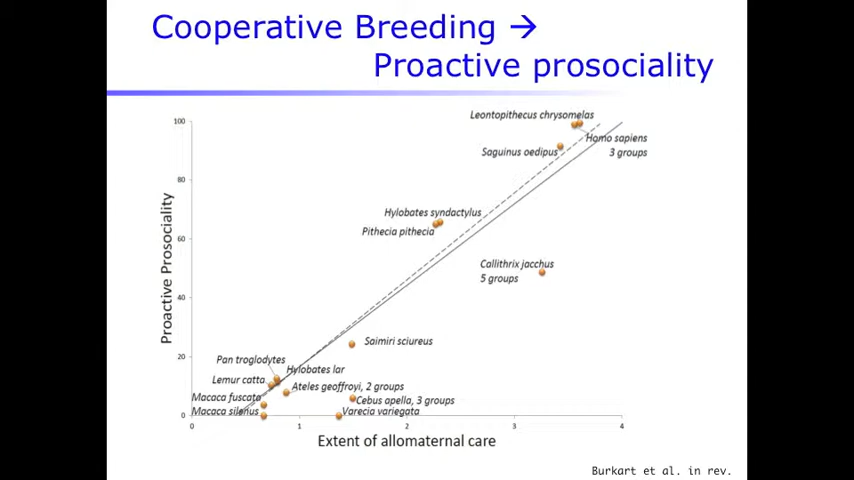 Cooperative Breeding →
Proactive prosociality
Leontopithecus chrysomelas
100
Homo sapiens
3 groups
Saguinus oedipus
80
Hylobates syndactylus
Pithecia pithecia
60
Callithrix jacchus
5 groups
40
Saimiri sciureus
20
Pan troglodytes
Hylobates lar
Lemur catta
Ateles geoffroyi, 2 groups
Macaca fuscata
Cebus apella, 3 groups
Macaca silenus
Varecia variegata
0
0 1 2 3 4
Proactive Prosociality
Extent of allomaternal care
Burkart et al. in rev.